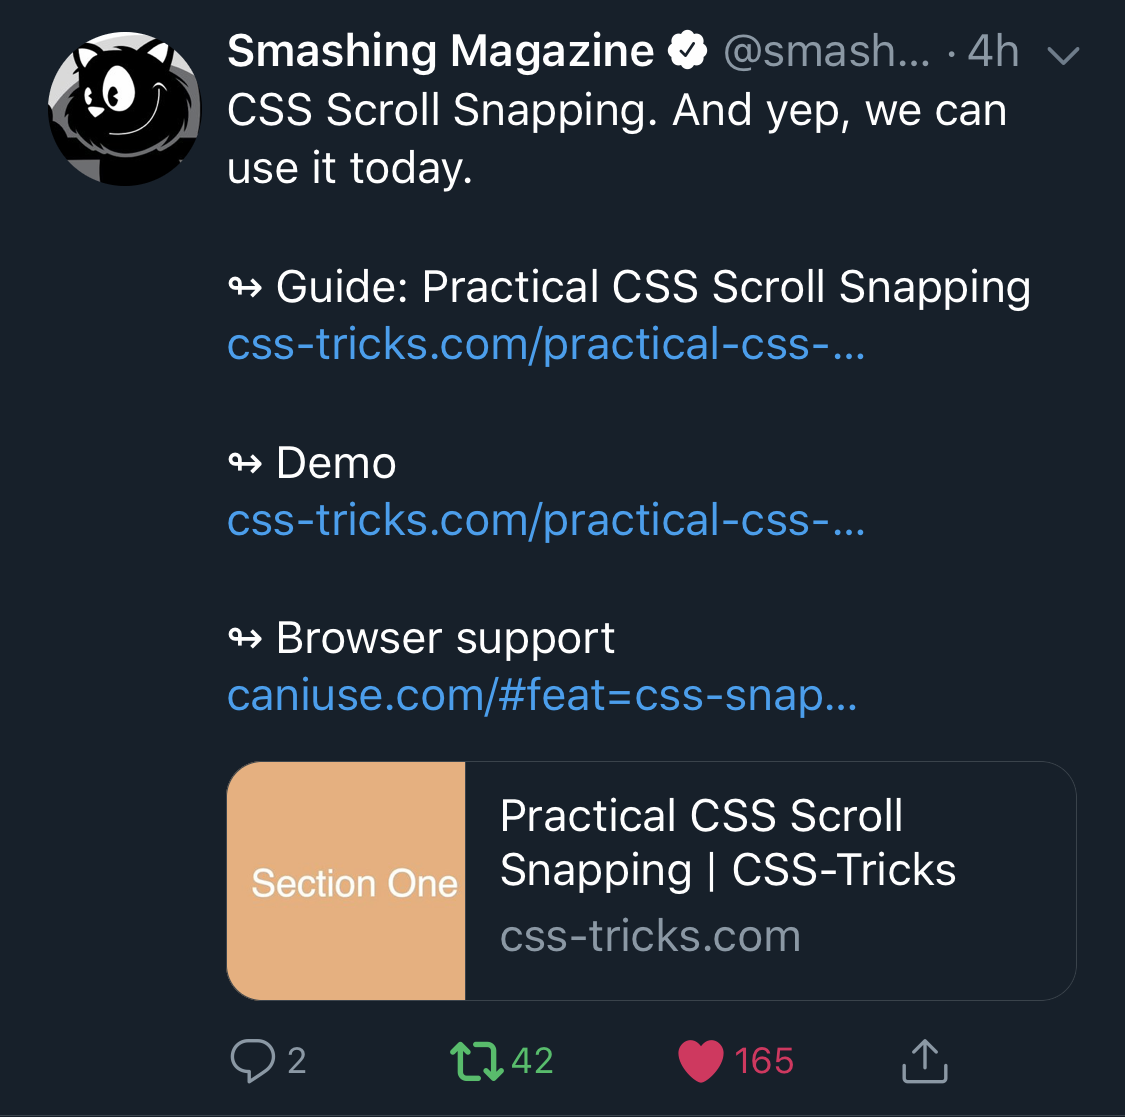 Smashing Magazine @smash... · 4h
CSS Scroll Snapping. And yep, we can
use it today.
↬ Guide: Practical CSS Scroll Snapping
css-tricks.com/practical-css-...
↬ Demo
css-tricks.com/practical-css-...
↬ Browser support
caniuse.com/#feat=css-snap...
Section One
Practical CSS Scroll
Snapping | CSS-Tricks
css-tricks.com
2 42 165